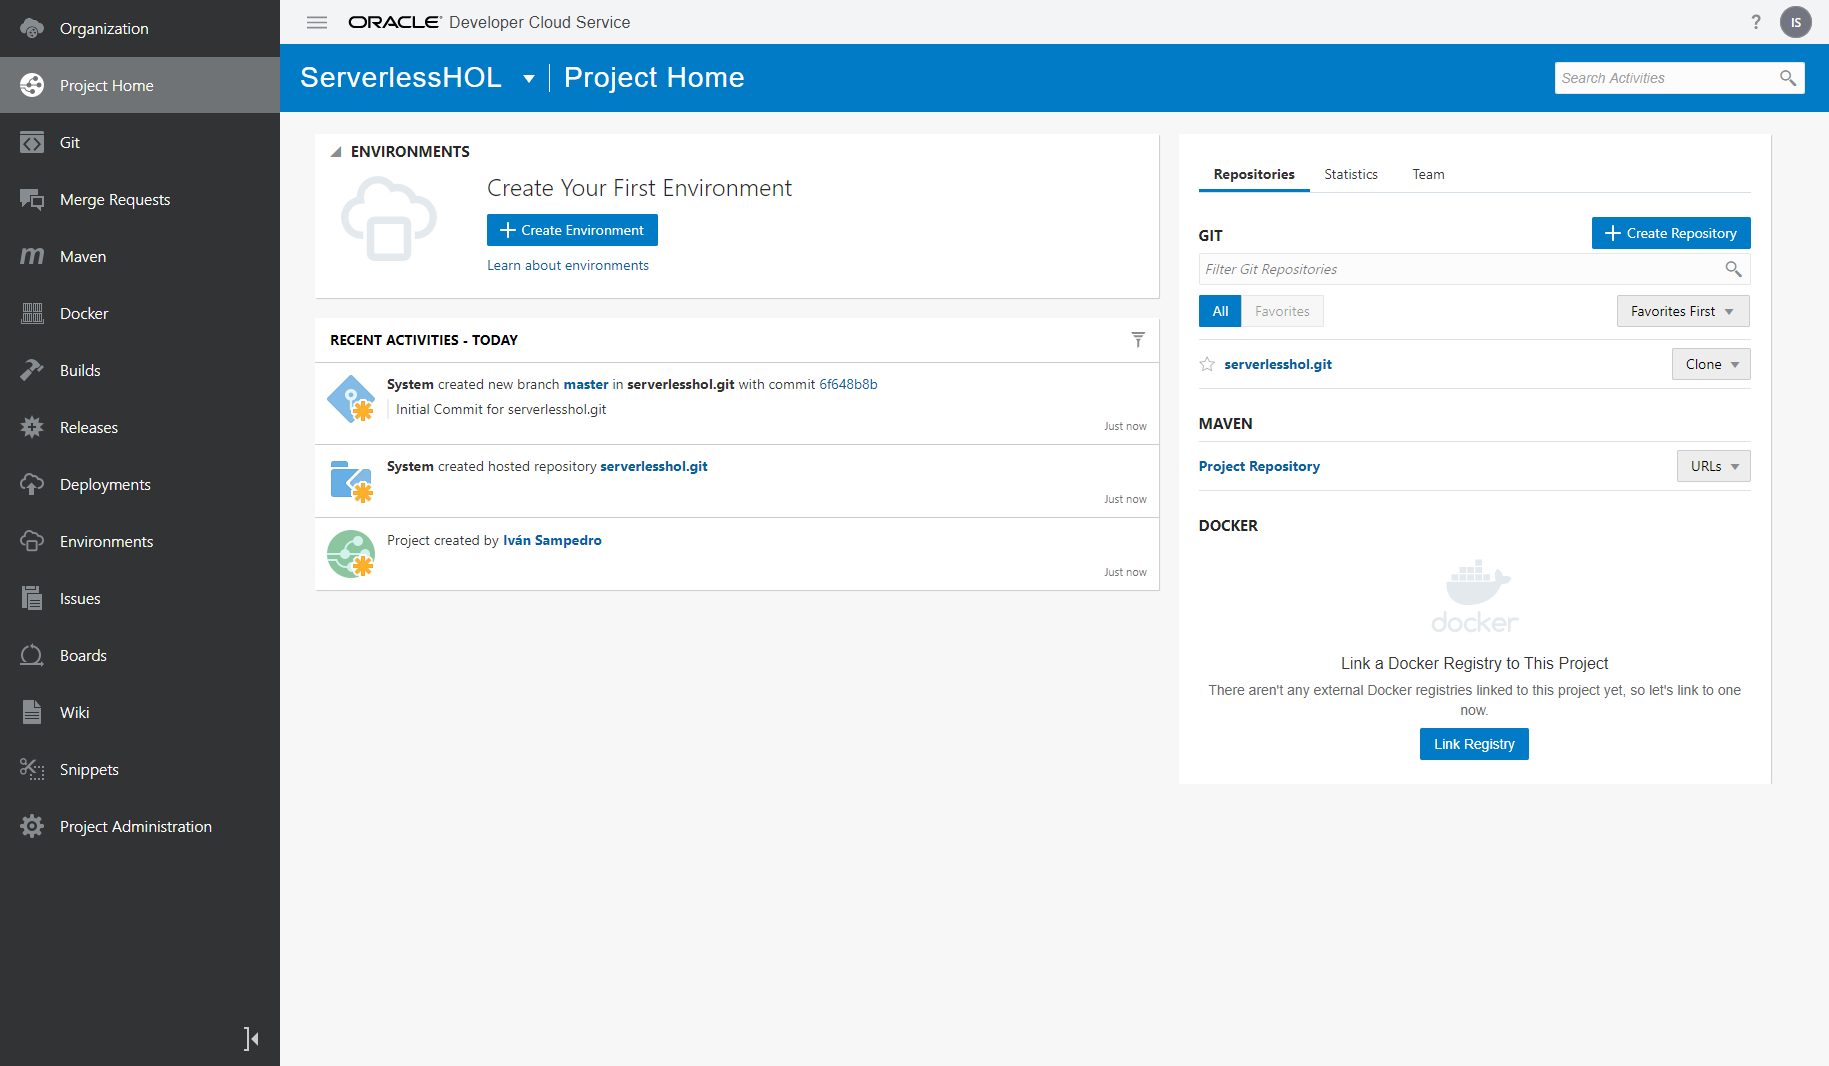 Organization
Project Home
Git
Merge Requests
Maven
Docker
Builds
Releases
Deployments
Environments
Issues
Boards
Wiki
Snippets
Project Administration
ORACLE Developer Cloud Service
? IS
ServerlessHOL Project Home
Search Activities
ENVIRONMENTS
Create Your First Environment
Create Environment
Learn about environments
RECENT ACTIVITIES - TODAY
System created new branch master in serverlesshol.git with commit 6f648b8b
Initial Commit for serverlesshol.git
Just now
System created hosted repository serverlesshol.git
Just now
Project created by Iván Sampedro
Just now
Repositories Statistics Team
GIT
Create Repository
Filter Git Repositories
All Favorites Favorites First
serverlesshol.git Clone
MAVEN
Project Repository URLs
DOCKER
docker
Link a Docker Registry to This Project
There aren't any external Docker registries linked to this project yet, so let's link to one
now.
Link Registry